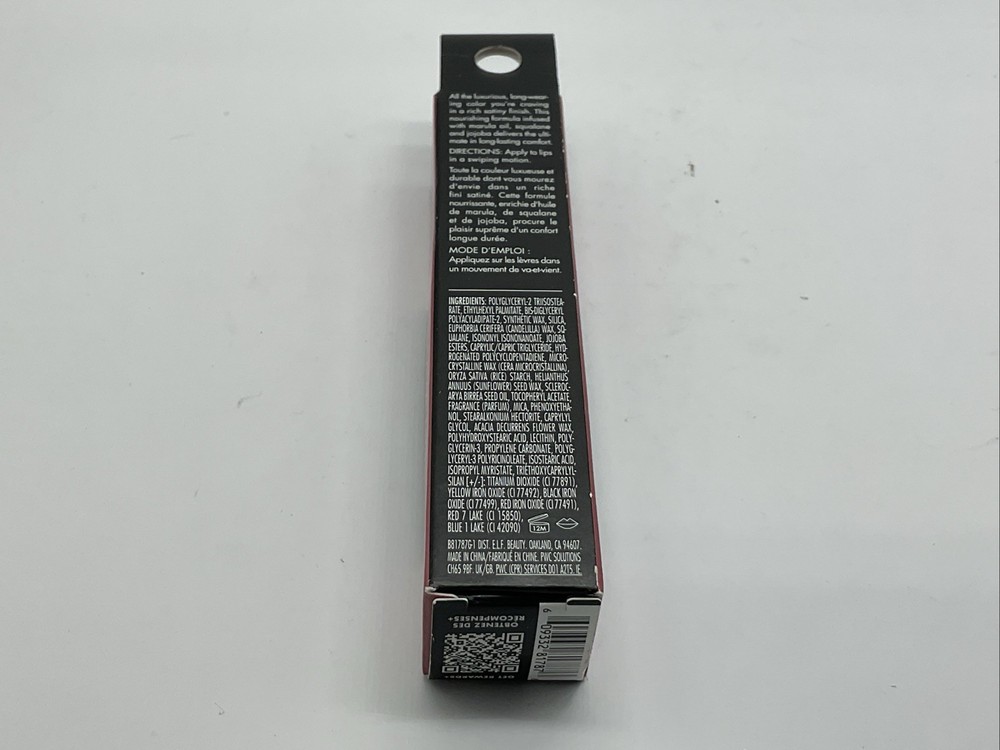 All the luxurious, long-wear-
ing color you're craving
in a rich satiny finish. This
nourishing formula infused
with marula oil, squalane
and jojoba delivers the ulti-
mate in long-lasting comfort.
DIRECTIONS: Apply to lips
in a swiping motion.
Toute la couleur luxueuse et
durable dont vous mourez
d'envie dans un riche
fini satiné. Cette formule
nourrissante, enrichie d'huile
de marula, de squalane
et de jojoba, procure le
plaisir suprême d'un confort
longue durée.
MODE D'EMPLOI :
Appliquez sur les lèvres dans
un mouvement de va-et-vient.
INGREDIENTS: POLYGLYCERYL-2 TRIISOSTEA-
RATE, ETHYLHEXYL PALMITATE, BIS-DIGLYCERYL
POLYACYLADIPATE-2, SYNTHETIC WAX, SILICA,
EUPHORBIA CERIFERA (CANDELILLA) WAX, SQ-
UALANE, ISONONYL ISONONANOATE, JOJOBA
ESTERS, CAPRYLIC/CAPRIC TRIGLYCERIDE, HYD-
ROGENATED POLYCYCLOPENTADIENE, MICRO-
CRYSTALLINE WAX (CERA MICROCRISTALLINA),
ORYZA SATIVA (RICE) STARCH, HELIANTHUS
ANNUUS (SUNFLOWER) SEED WAX, SCLEROC-
ARYA BIRREA SEED OIL, TOCOPHERYL ACETATE,
FRAGRANCE (PARFUM), MICA, PHENOXYETHA-
NOL, STEARALKONIUM HECTORITE, CAPRYLYL
GLYCOL, ACACIA DECURRENS FLOWER WAX,
POLYHYDROXYSTEARIC ACID, LECITHIN, POLY-
GLYCERIN-3, PROPYLENE CARBONATE, POLYG-
LYCERYL-3 POLYRICINOLEATE, ISOSTEARIC ACID,
ISOPROPYL MYRISTATE, TRIETHOXYCAPRYLYL-
SILAN [+/-]: TITANIUM DIOXIDE (CI 77891),
YELLOW IRON OXIDE (CI 77492), BLACK IRON
OXIDE (CI 77499), RED IRON OXIDE (CI 77491),
RED 7 LAKE (CI 15850),
BLUE 1 LAKE (CI 42090)
12M
B81787G1 DIST. E.L.F. BEAUTY. OAKLAND, CA 94607.
MADE IN CHINA/FABRIQUÉ EN CHINE. PWC SOLUTIONS
CH65 9BF. UK/GB. PWC (CPR) SERVICES D01 A2T5. IE.
OBTENEZ DES
RÉCOMPENSES+
GET REWARDS+
6 09332 81787